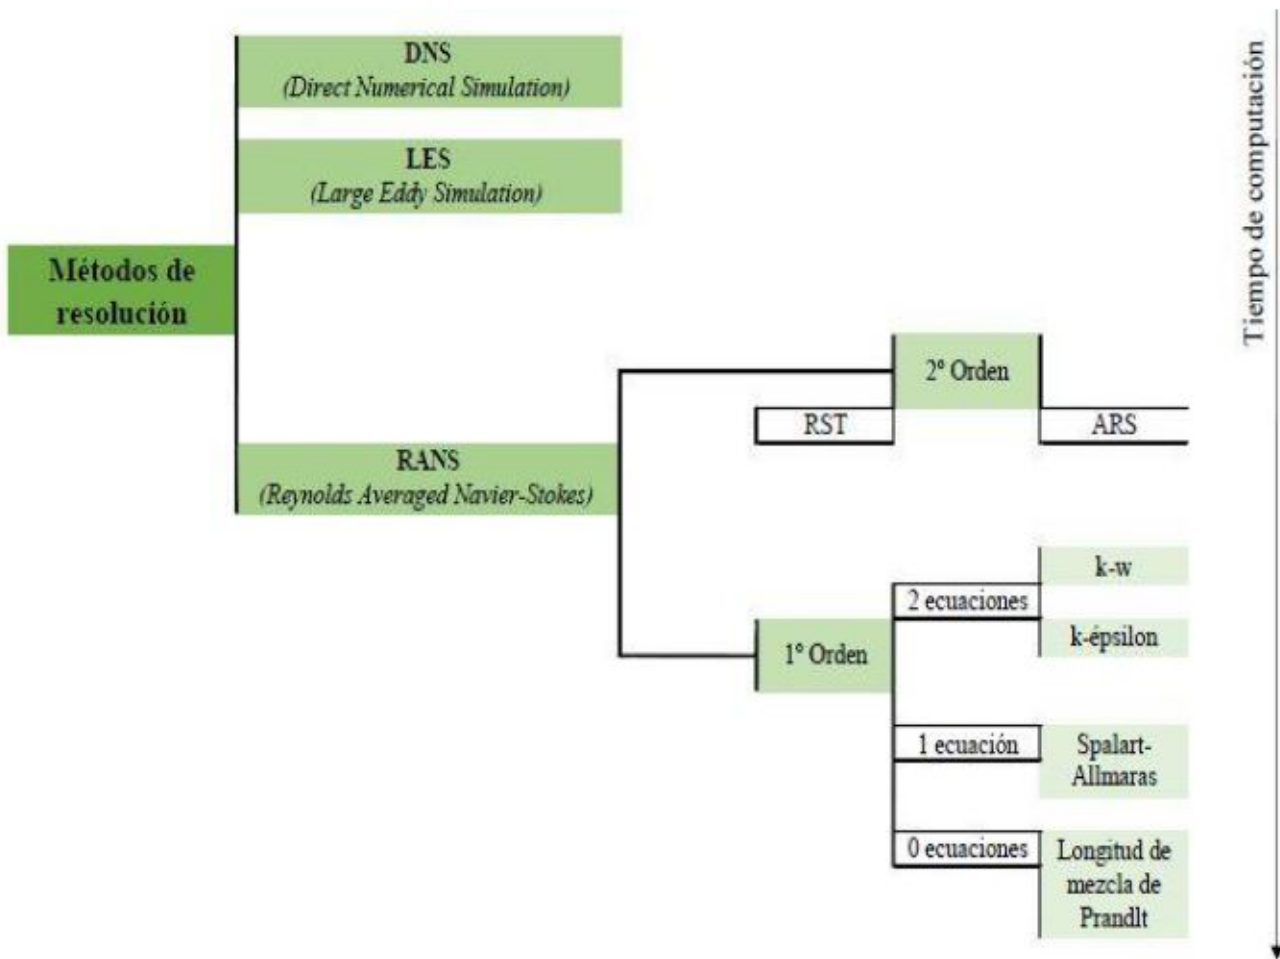 DNS
(Direct Numerical Simulation)
LES
(Large Eddy Simulation)
Métodos de
resolución
RANS
(Reynolds Averaged Navier-Stokes)
2º Orden
RST
ARS
1º Orden
2 ecuaciones
k-w
k-épsilon
1 ecuación
Spalart-
Allmaras
0 ecuaciones
Longitud de
mezcla de
Prandlt
Tiempo de computación